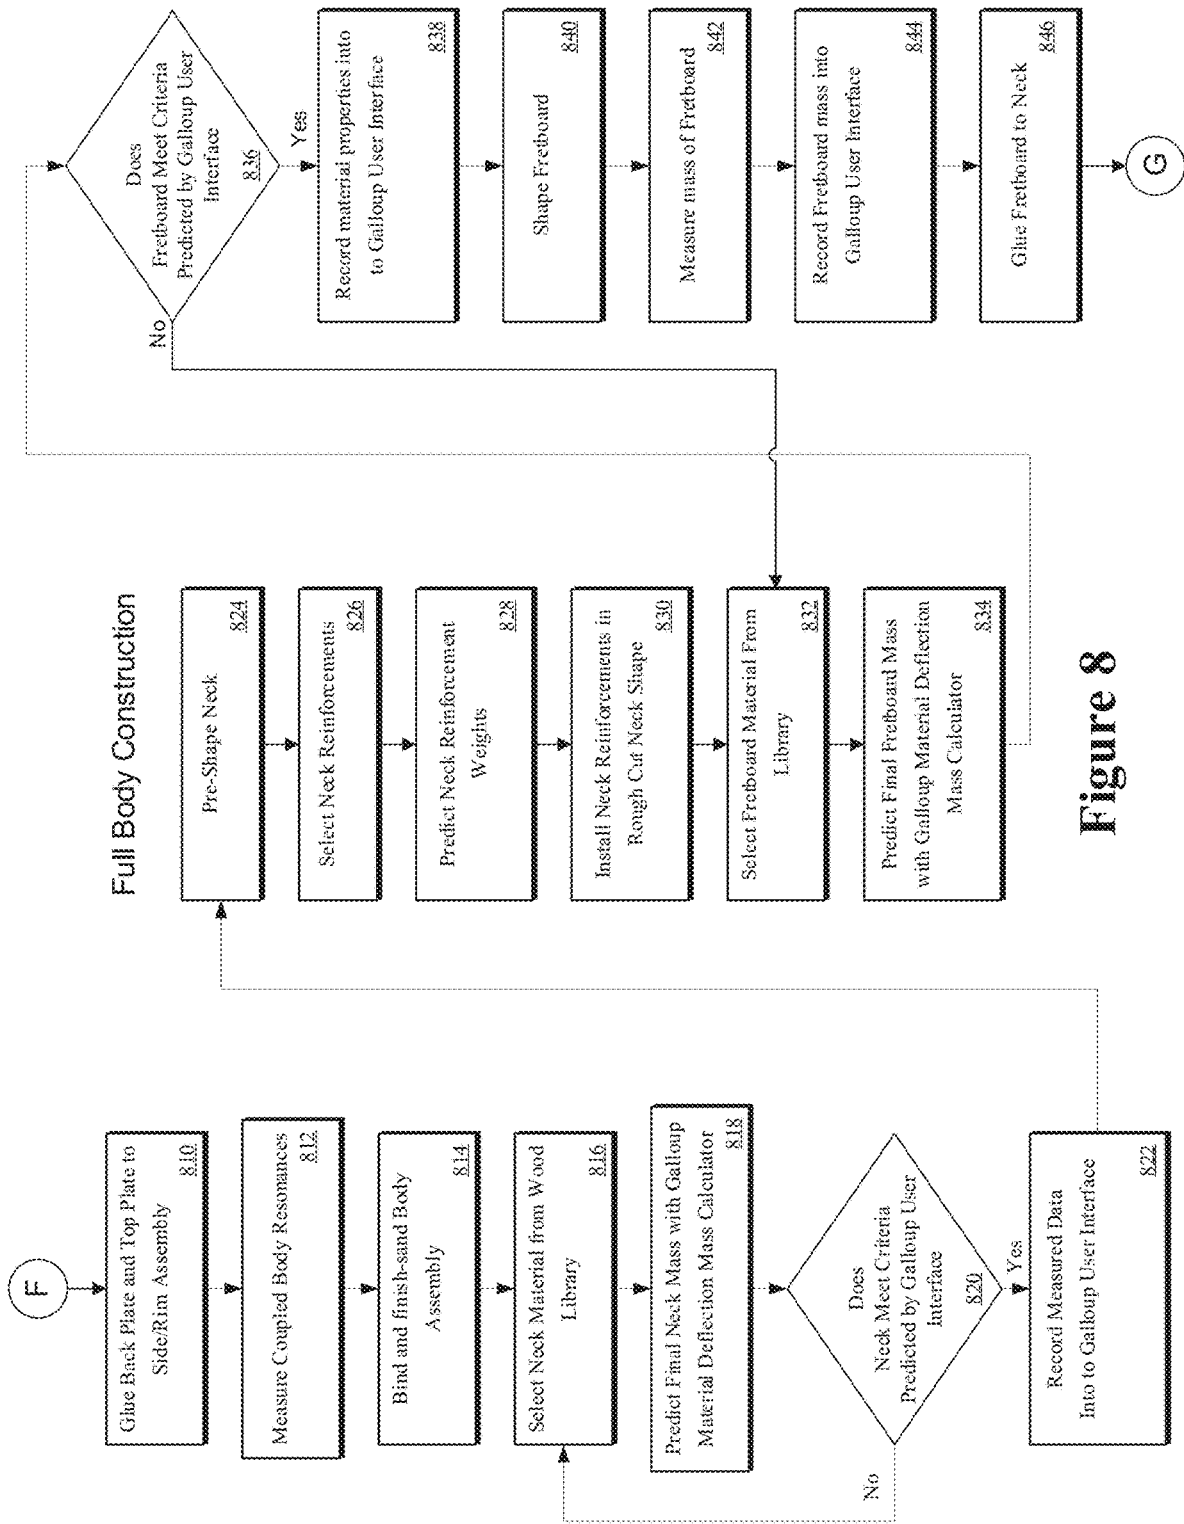 Full Body Construction
F
Glue Back Plate and Top Plate to
Side/Rim Assembly
810
Measure Coupled Body Resonances
812
Bind and finish-sand Body
Assembly
814
Select Neck Material from Wood
Library
816
Predict Final Neck Mass with Galloup
Material Deflection Mass Calculator
818
Does
Neck Meet Criteria
Predicted by Galloup User
Interface
820
No
Yes
Record Measured Data
Into to Galloup User Interface
822
Pre-Shape Neck
824
Select Neck Reinforcements
826
Predict Neck Reinforcement
Weights
828
Install Neck Reinforcements in
Rough Cut Neck Shape
830
Select Fretboard Material From
Library
832
Predict Final Fretboard Mass
with Galloup Material Deflection
Mass Calculator
834
Does
Fretboard Meet Criteria
Predicted by Galloup User
Interface
836
No
Yes
Record material properties into
to Galloup User Interface
838
Shape Fretboard
840
Measure mass of Fretboard
842
Record Fretboard mass into
Galloup User Interface
844
Glue Fretboard to Neck
846
G
Figure 8